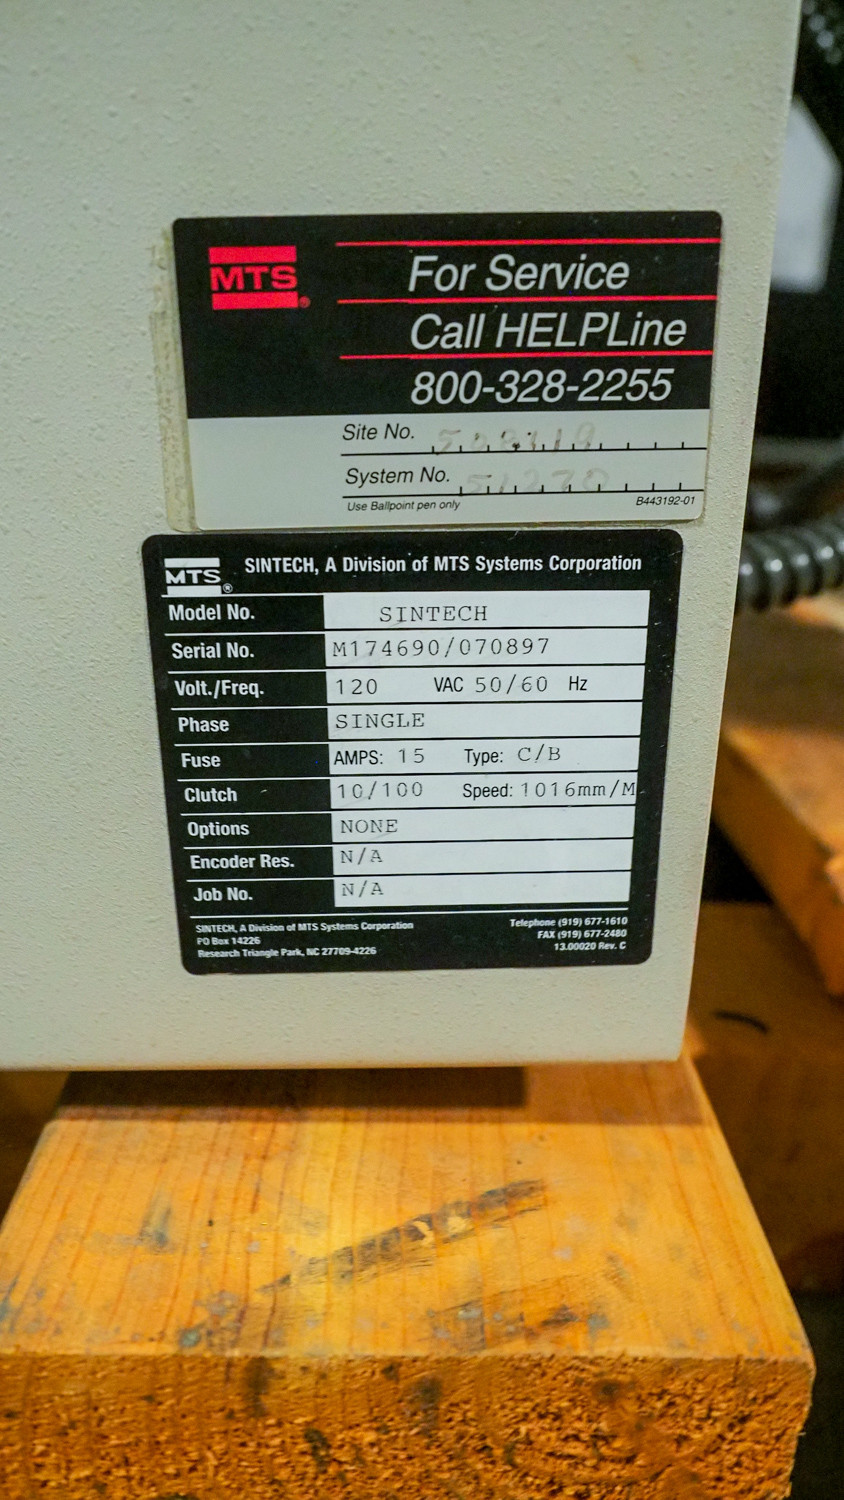 MTS®
For Service
Call HELPLine
800-328-2255
Site No.
System No. 51270
Use Ballpoint pen only B443192-01
MTS® SINTECH, A Division of MTS Systems Corporation
Model No. SINTECH
Serial No. M174690/070897
Volt./Freq. 120 VAC 50/60 Hz
Phase SINGLE
Fuse AMPS: 15 Type: C/B
Clutch 10/100 Speed: 1016mm/M
Options NONE
Encoder Res. N/A
Job No. N/A
SINTECH, A Division of MTS Systems Corporation
PO Box 14226
Research Triangle Park, NC 27709-4226
Telephone (919) 677-1610
FAX (919) 677-2480
13.00020 Rev. C